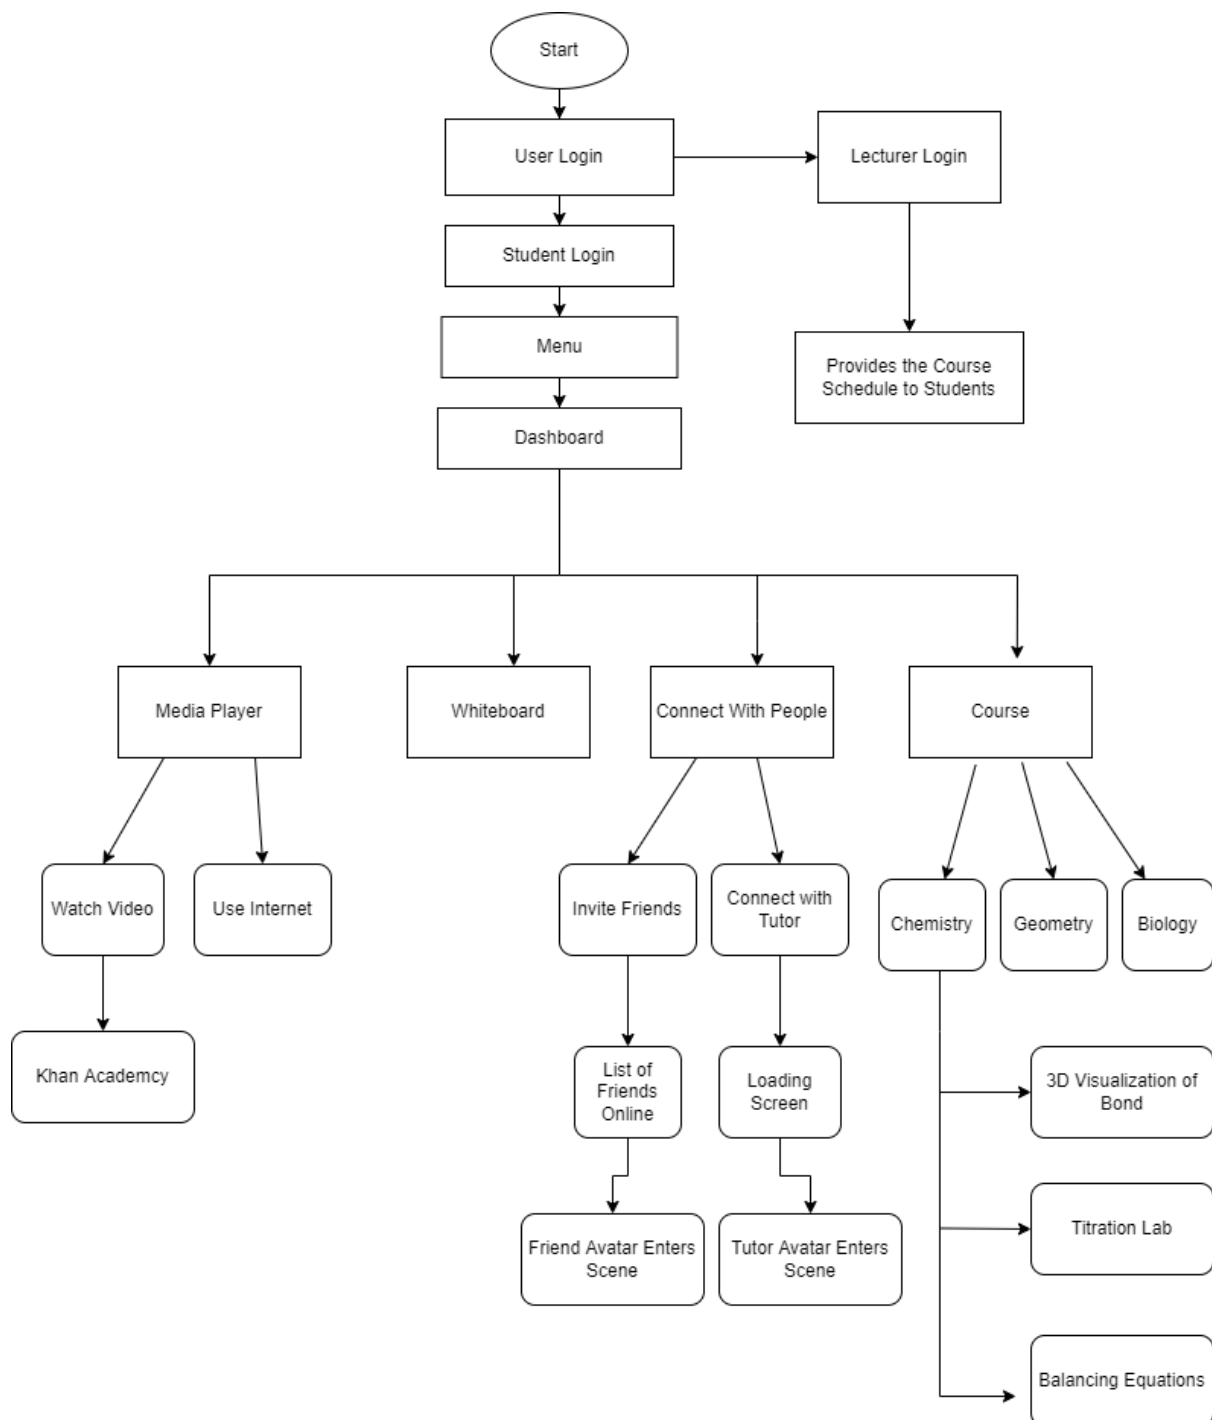 Start
User Login
Lecturer Login
Student Login
Menu
Provides the Course
Schedule to Students
Dashboard
Media Player
Whiteboard
Connect With People
Course
Watch Video
Use Internet
Invite Friends
Connect with
Tutor
Chemistry
Geometry
Biology
Khan Academcy
List of
Friends
Online
Loading
Screen
3D Visualization of
Bond
Friend Avatar Enters
Scene
Tutor Avatar Enters
Scene
Titration Lab
Balancing Equations